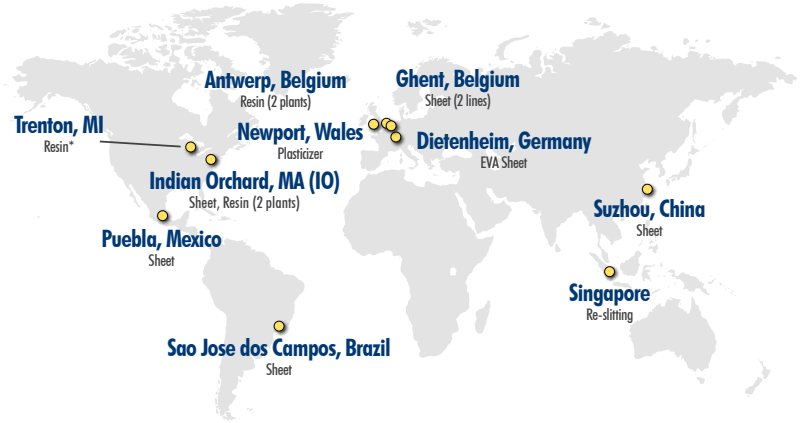 Antwerp, Belgium
Resin (2 plants)
Ghent, Belgium
Sheet (2 lines)
Trenton, MI
Resin*
Newport, Wales
Plasticizer
Dietenheim, Germany
EVA Sheet
Indian Orchard, MA (IO)
Sheet, Resin (2 plants)
Suzhou, China
Sheet
Puebla, Mexico
Sheet
Singapore
Re-slitting
Sao Jose dos Campos, Brazil
Sheet